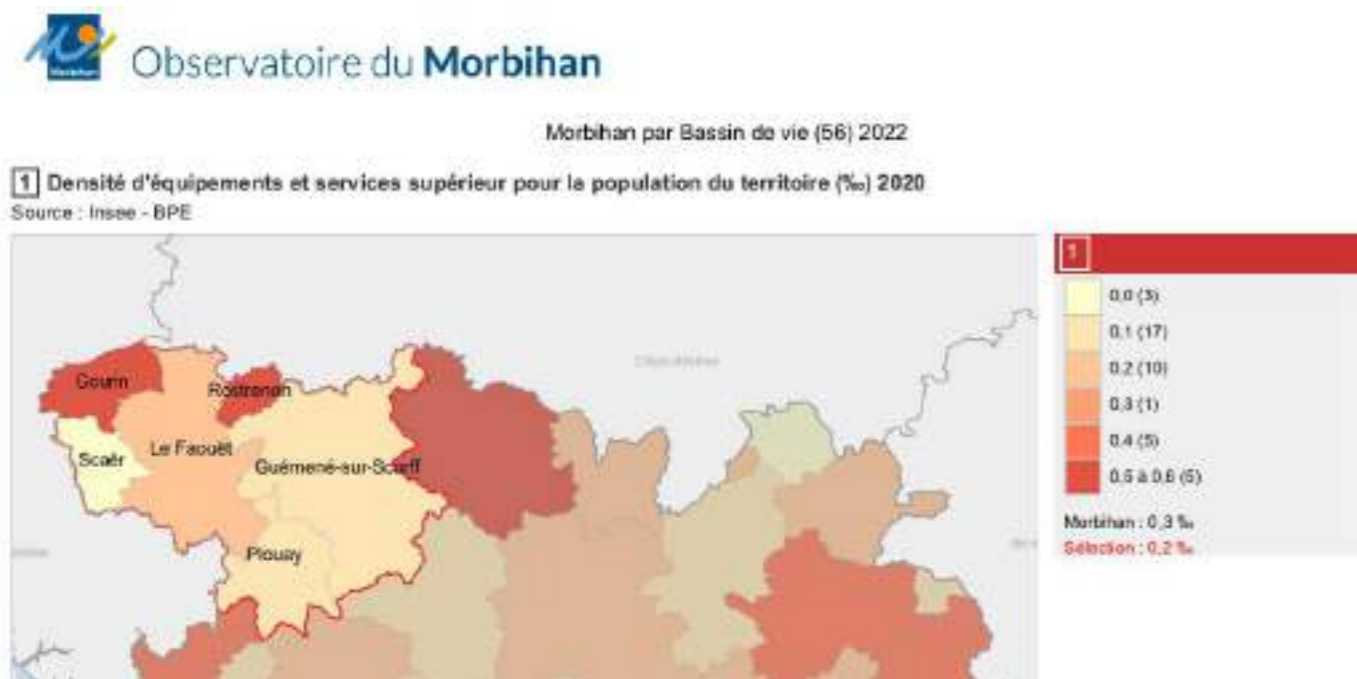 Morbihan
Observatoire du Morbihan
Morbihan par Bassin de vie (56) 2022
1 Densité d'équipements et services supérieur pour la population du territoire (‰) 2020
Source : Insee - BPE
1
0,0 (3)
0,1 (17)
0,2 (10)
0,3 (1)
0,4 (5)
0,5 à 0,6 (5)
Morbihan : 0,3 ‰
Sélection : 0,2 ‰
Côtes-d'Armor
Gourin
Rostrenen
Le Faouët
Scaër
Guémené-sur-Scorff
Plouay